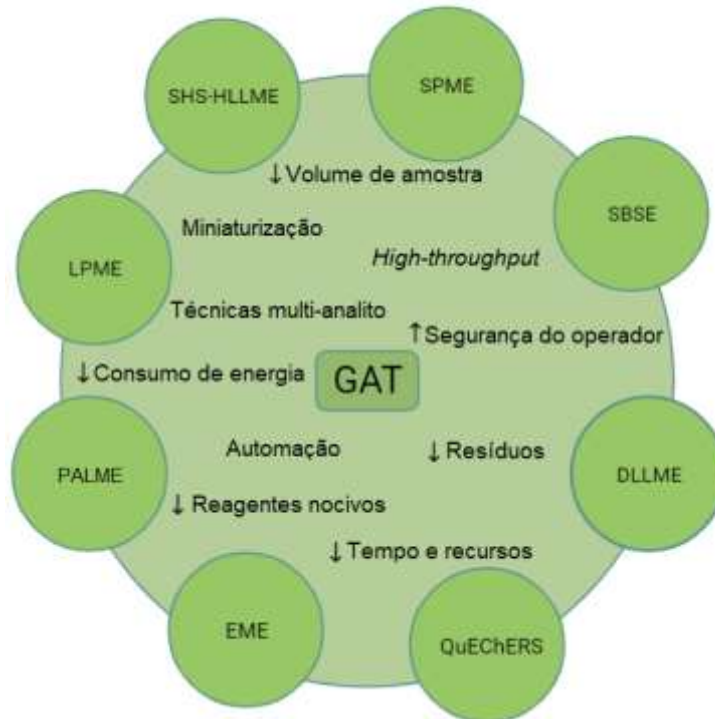 SPME
SHS-HLLME
↓Volume de amostra
SBSE
Miniaturização
High-throughput
LPME
Técnicas multi-analito
↑Segurança do operador
↓Consumo de energia
GAT
Automação
↓ Resíduos
PALME
DLLME
↓ Reagentes nocivos
↓Tempo e recursos
EME
QuEChERS